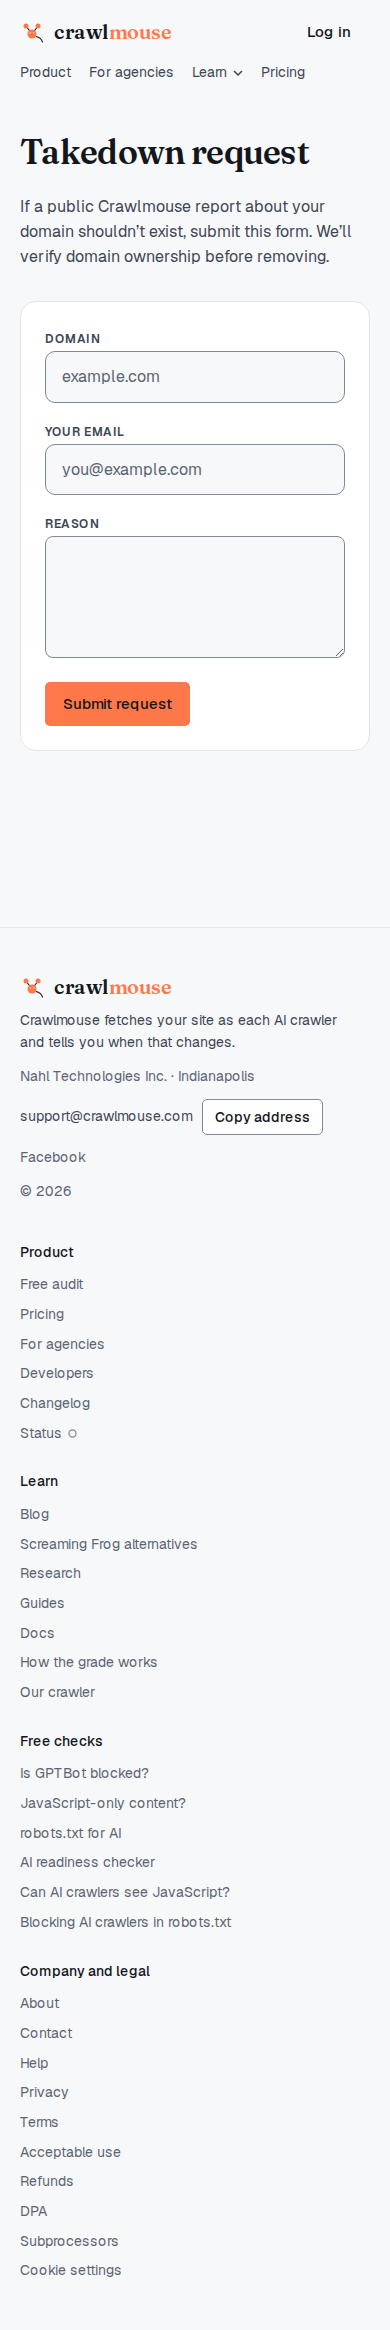 crawlmouse
Log in
Product
For agencies
Learn
Pricing
Takedown request
If a public Crawlmouse report about your
domain shouldn’t exist, submit this form. We’ll
verify domain ownership before removing.
DOMAIN
example.com
YOUR EMAIL
you@example.com
REASON
Submit request
crawlmouse
Crawlmouse fetches your site as each AI crawler
and tells you when that changes.
Nahl Technologies Inc. · Indianapolis
support@crawlmouse.com
Copy address
Facebook
© 2026
Product
Free audit
Pricing
For agencies
Developers
Changelog
Status
Learn
Blog
Screaming Frog alternatives
Research
Guides
Docs
How the grade works
Our crawler
Free checks
Is GPTBot blocked?
JavaScript-only content?
robots.txt for AI
AI readiness checker
Can AI crawlers see JavaScript?
Blocking AI crawlers in robots.txt
Company and legal
About
Contact
Help
Privacy
Terms
Acceptable use
Refunds
DPA
Subprocessors
Cookie settings